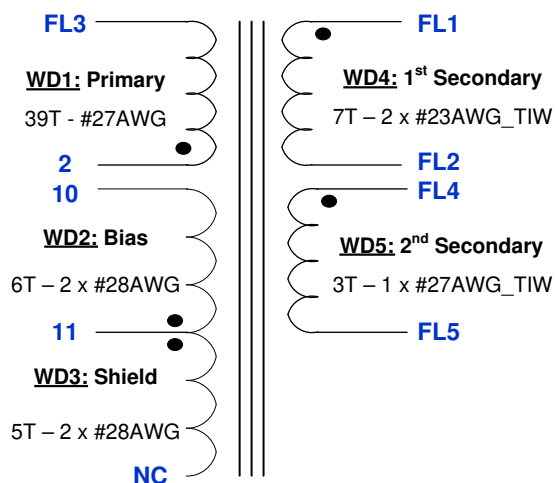 FL3
WD1: Primary
39T - #27AWG
2
10
WD2: Bias
6T – 2 x #28AWG
11
WD3: Shield
5T – 2 x #28AWG
NC
FL1
WD4: 1st Secondary
7T – 2 x #23AWG_TIW
FL2
FL4
WD5: 2nd Secondary
3T – 1 x #27AWG_TIW
FL5